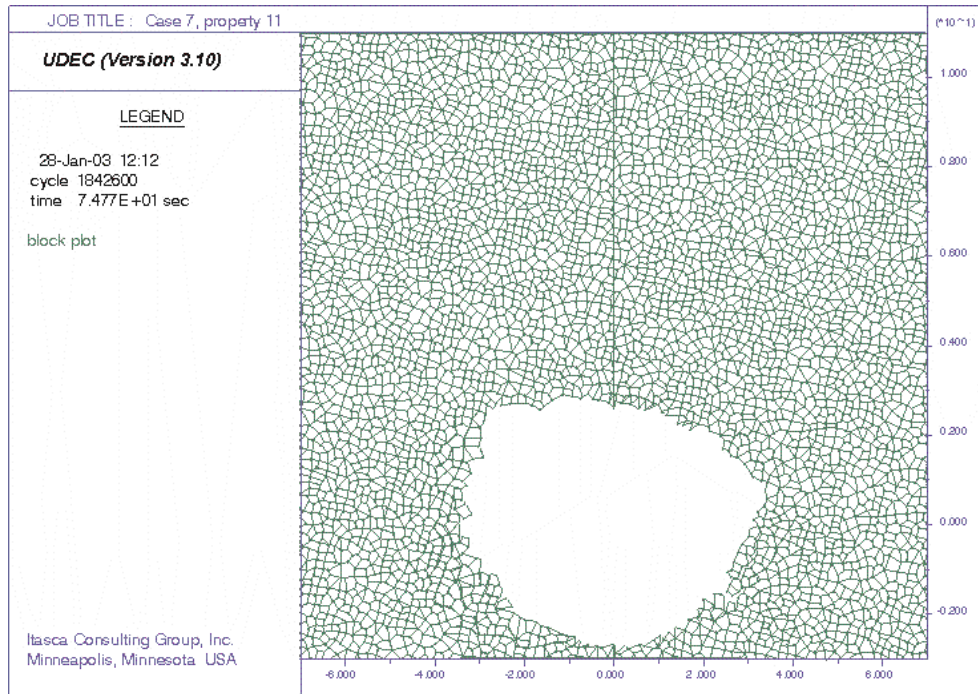 JOB TITLE : Case 7, property 11
(*10^1)
UDEC (Version 3.10)
LEGEND
28-Jan-03 12:12
cycle 1842600
time 7.477E+01 sec
block plot
Itasca Consulting Group, Inc.
Minneapolis, Minnesota USA
1.000
0.800
0.600
0.400
0.200
0.000
-0.200
-6.000 -4.000 -2.000 0.000 2.000 4.000 6.000